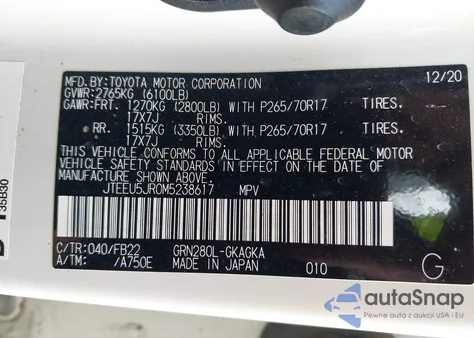 MFD.BY:TOYOTA MOTOR CORPORATION 12/20
GVWR:2765KG (6100LB)
GAWR:FRT. 1270KG (2800LB) WITH P265/70R17 TIRES.
17X7J RIMS.
RR. 1515KG (3350LB) WITH P265/70R17 TIRES.
17X7J RIMS.
THIS VEHICLE CONFORMS TO ALL APPLICABLE FEDERAL MOTOR
VEHICLE SAFETY STANDARDS IN EFFECT ON THE DATE OF
MANUFACTURE SHOWN ABOVE.
JTEEU5JR0M5238617 MPV
C/TR:040/FB22 GRN280L-GKAGKA
A/TM: /A750E MADE IN JAPAN 010 G
35B30
autoSnap
Pewne auta z aukcji USA - EU